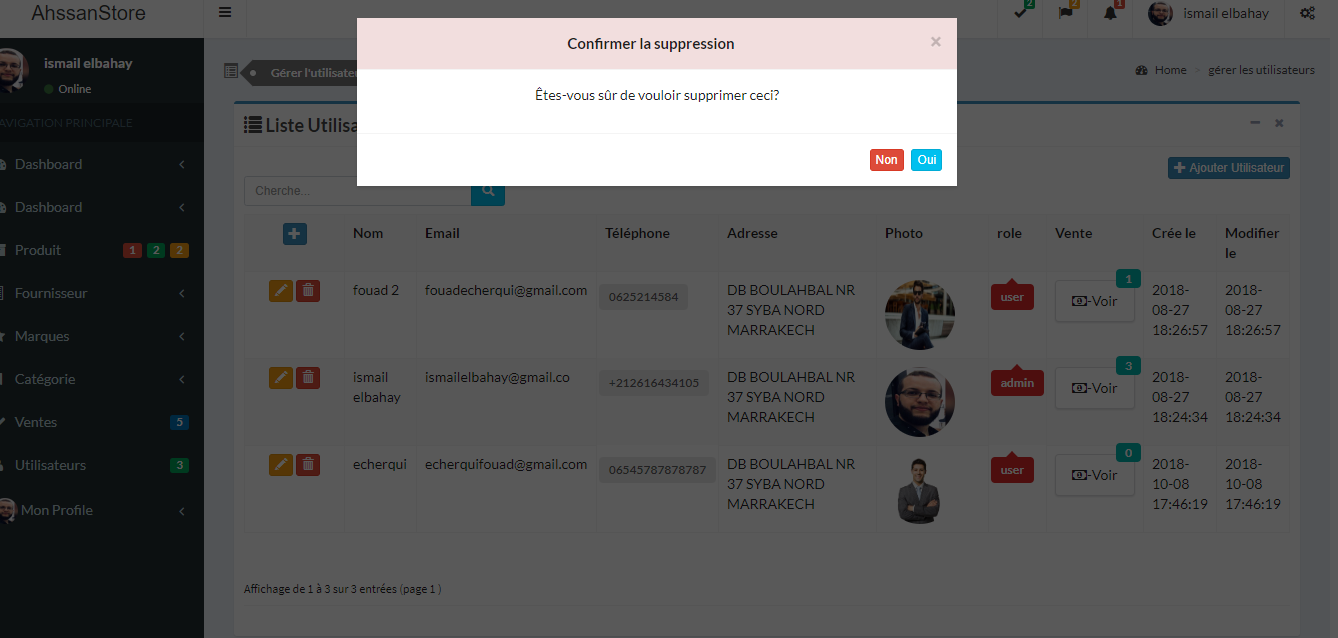 AhssanStore
2
2
1
ismail elbahay
Confirmer la suppression
×
Êtes-vous sûr de vouloir supprimer ceci?
Non Oui
ismail elbahay
Online
AVIGATION PRINCIPALE
Dashboard
Dashboard
Produit 1 2 2
Fournisseur
Marques
Catégorie
Ventes 5
Utilisateurs 3
Mon Profile
Gérer l'utilisateu
Home > gérer les utilisateurs
Liste Utilisa
Ajouter Utilisateur
Cherche...
Nom Email Téléphone Adresse Photo role Vente Crée le Modifier
le
fouad 2 fouadecherqui@gmail.com 0625214584 DB BOULAHBAL NR
37 SYBA NORD
MARRAKECH
user
1
-Voir
2018-
08-27
18:26:57
2018-
08-27
18:26:57
ismail
elbahay
ismailelbahay@gmail.co
+212616434105
DB BOULAHBAL NR
37 SYBA NORD
MARRAKECH
admin
3
-Voir
2018-
08-27
18:24:34
2018-
08-27
18:24:34
echerqui echerquifouad@gmail.com 06545787878787 DB BOULAHBAL NR
37 SYBA NORD
MARRAKECH
user
0
-Voir
2018-
10-08
17:46:19
2018-
10-08
17:46:19
Affichage de 1 à 3 sur 3 entrées (page 1 )